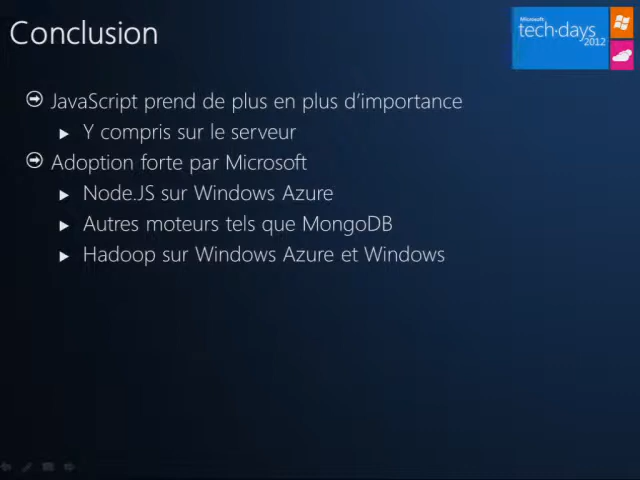 Conclusion
Microsoft
tech·days
2012
JavaScript prend de plus en plus d'importance
Y compris sur le serveur
Adoption forte par Microsoft
Node.JS sur Windows Azure
Autres moteurs tels que MongoDB
Hadoop sur Windows Azure et Windows